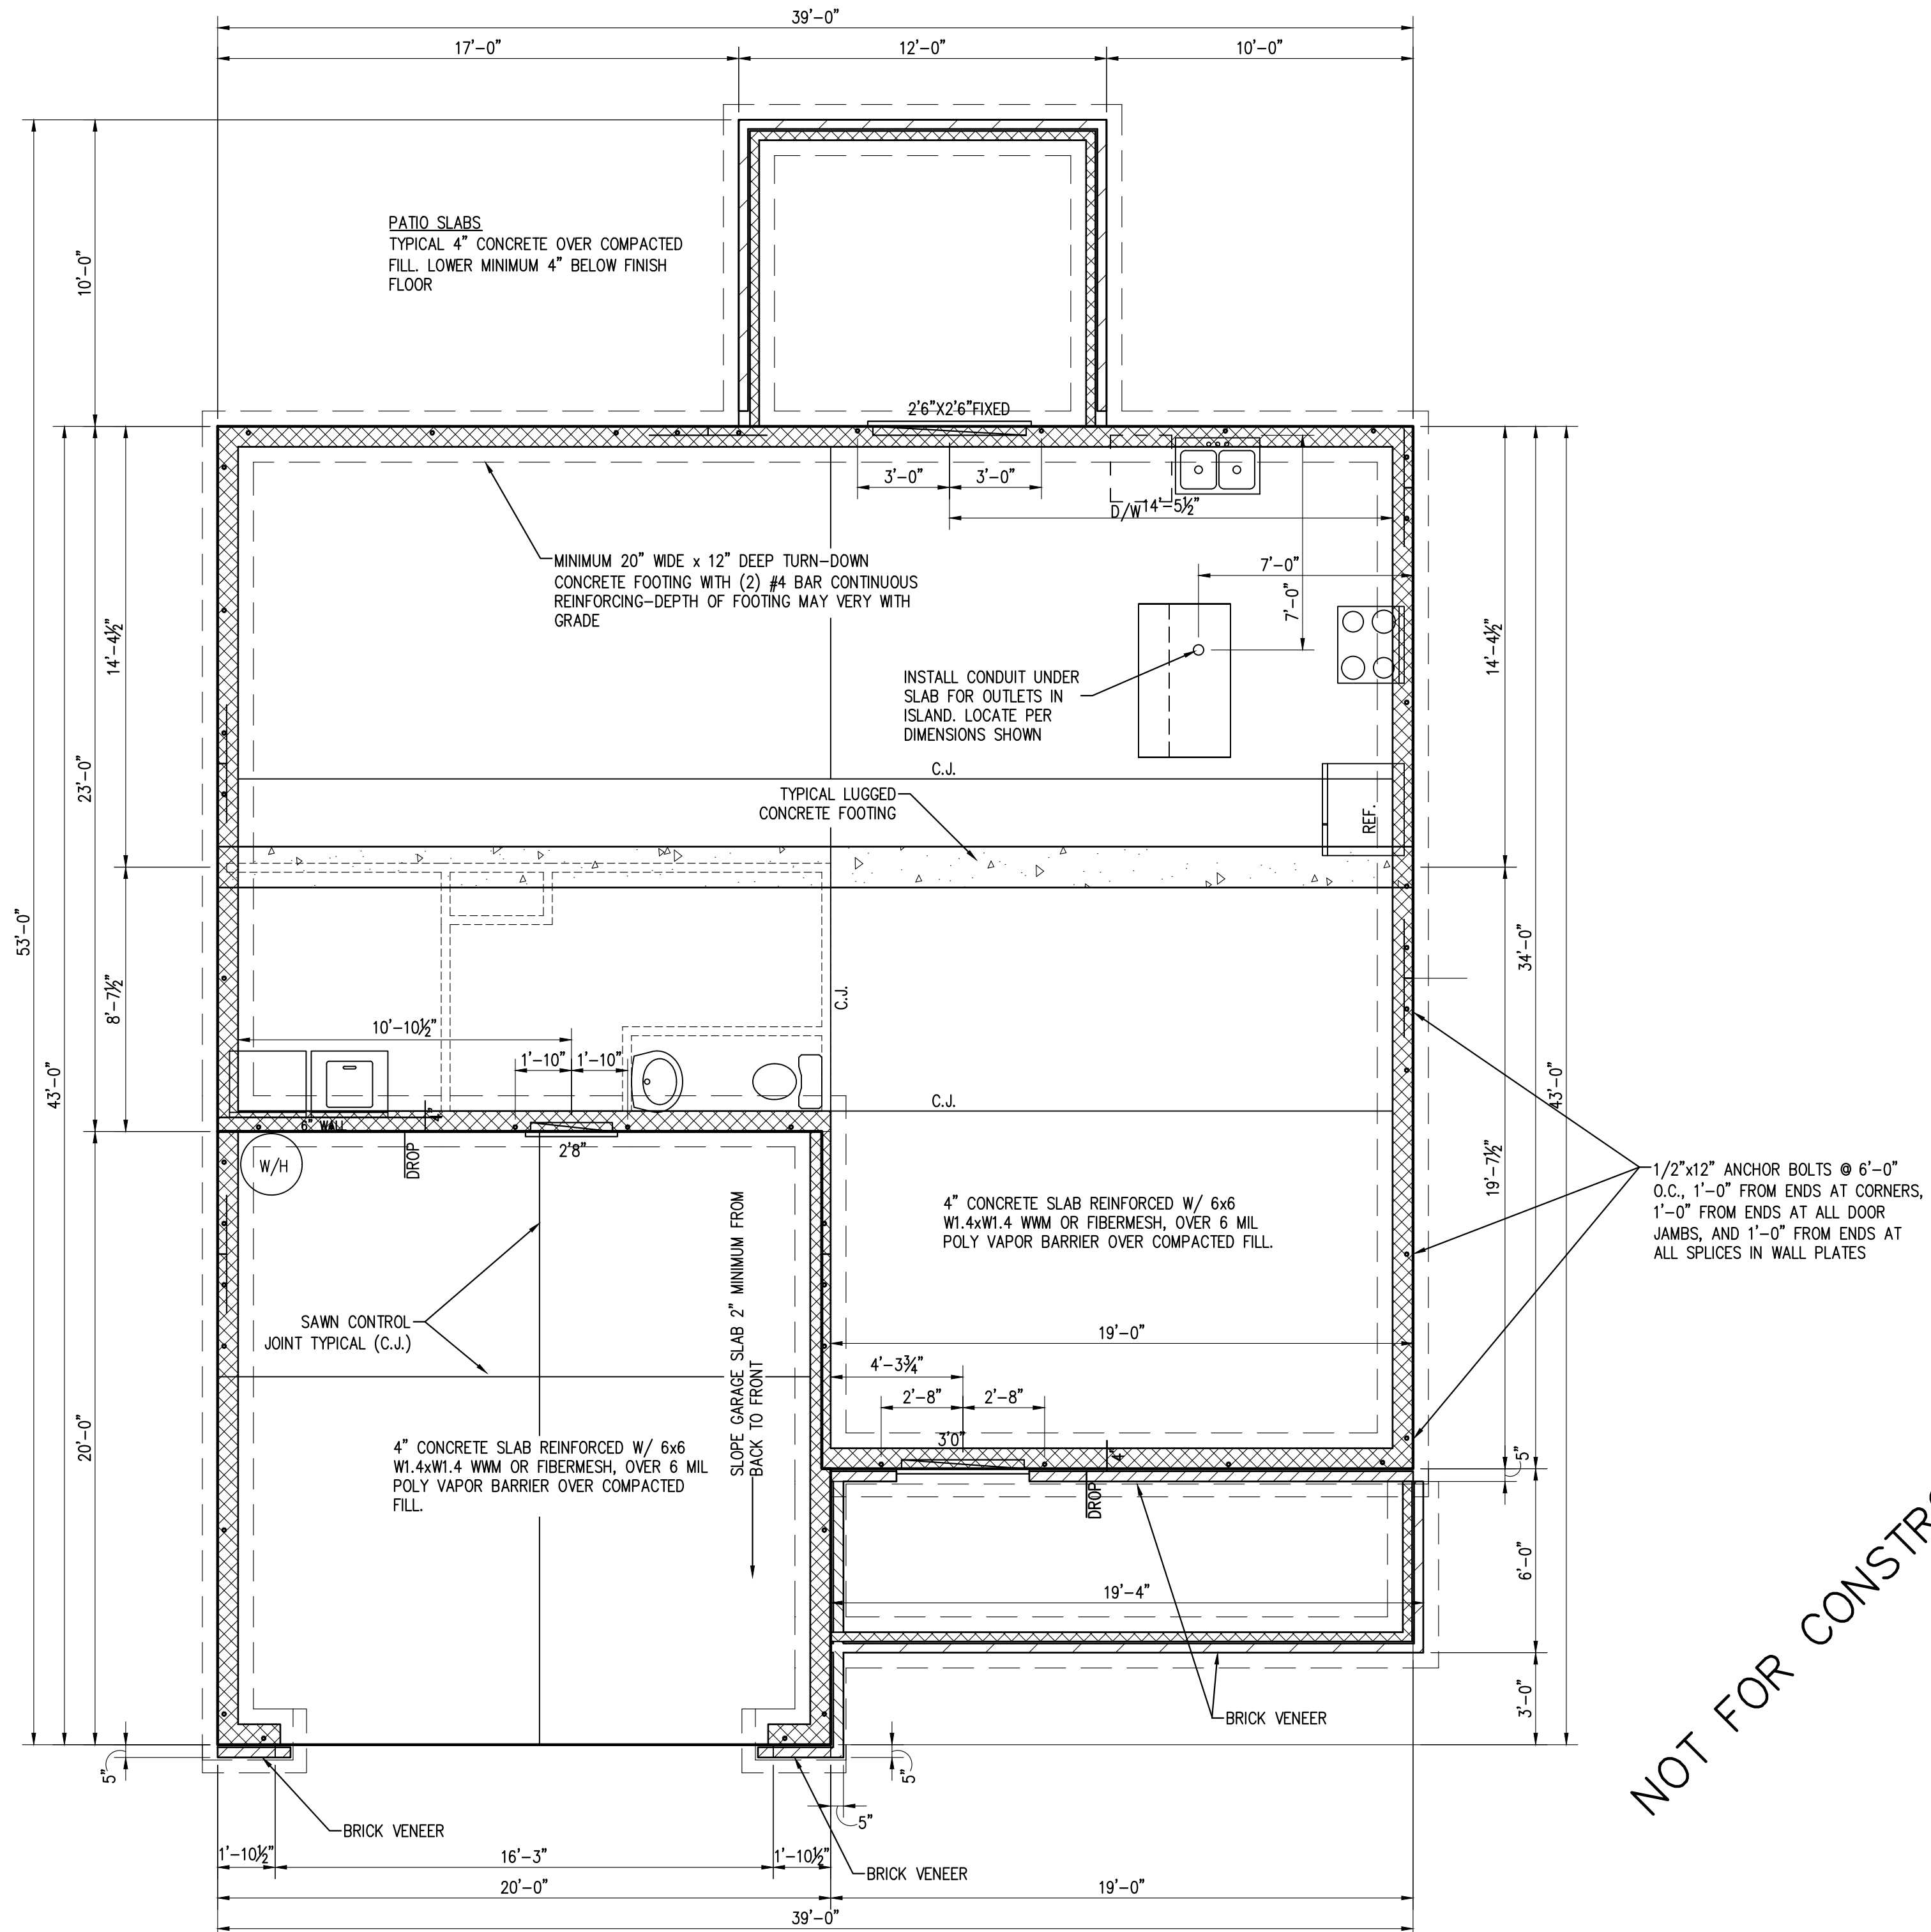 39'-0"
17'-0"
12'-0"
10'-0"
10'-0"
PATIO SLABS
TYPICAL 4" CONCRETE OVER COMPACTED
FILL. LOWER MINIMUM 4" BELOW FINISH
FLOOR
2'6"X2'6"FIXED
3'-0"
3'-0"
D/W
14'-5½"
MINIMUM 20" WIDE x 12" DEEP TURN-DOWN
CONCRETE FOOTING WITH (2) #4 BAR CONTINUOUS
REINFORCING-DEPTH OF FOOTING MAY VERY WITH
GRADE
7'-0"
7'-0"
14'-4½"
14'-4½"
INSTALL CONDUIT UNDER
SLAB FOR OUTLETS IN
ISLAND. LOCATE PER
DIMENSIONS SHOWN
23'-0"
C.J.
TYPICAL LUGGED
CONCRETE FOOTING
REF.
53'-0"
34'-0"
8'-7½"
C.J.
10'-10½"
1'-10"
1'-10"
43'-0"
43'-0"
C.J.
4"
6" WALL
W/H
DROP
2'8"
19'-7½"
1/2"x12" ANCHOR BOLTS @ 6'-0"
O.C., 1'-0" FROM ENDS AT CORNERS,
1'-0" FROM ENDS AT ALL DOOR
JAMBS, AND 1'-0" FROM ENDS AT
ALL SPLICES IN WALL PLATES
4" CONCRETE SLAB REINFORCED W/ 6x6
W1.4xW1.4 WWM OR FIBERMESH, OVER 6 MIL
POLY VAPOR BARRIER OVER COMPACTED FILL.
SAWN CONTROL
JOINT TYPICAL (C.J.)
SLOPE GARAGE SLAB 2" MINIMUM FROM
BACK TO FRONT
19'-0"
4'-3¾"
2'-8"
2'-8"
20'-0"
3'0"
4"
5"
4" CONCRETE SLAB REINFORCED W/ 6x6
W1.4xW1.4 WWM OR FIBERMESH, OVER 6 MIL
POLY VAPOR BARRIER OVER COMPACTED
FILL.
DROP
6'-0"
19'-4"
3'-0"
BRICK VENEER
NOT FOR CONSTR
5"
5"
5"
BRICK VENEER
1'-10½"
16'-3"
1'-10½"
BRICK VENEER
20'-0"
19'-0"
39'-0"